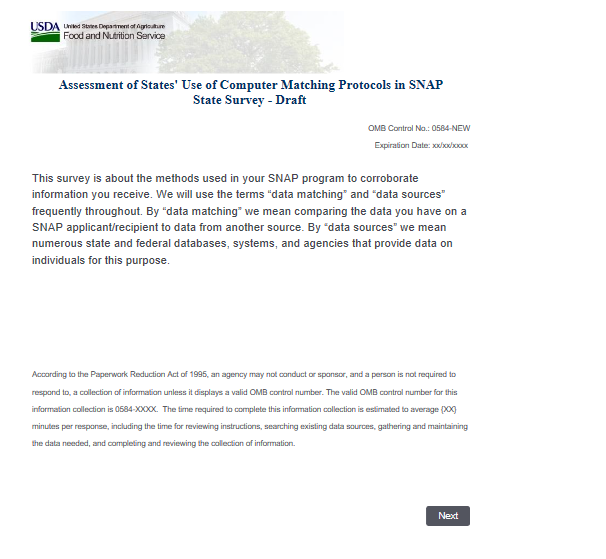 USDA United States Department of Agriculture
Food and Nutrition Service
Assessment of States' Use of Computer Matching Protocols in SNAP
State Survey - Draft
OMB Control No.: 0584-NEW
Expiration Date: xx/xx/xxxx
This survey is about the methods used in your SNAP program to corroborate
information you receive. We will use the terms “data matching” and “data sources”
frequently throughout. By “data matching” we mean comparing the data you have on a
SNAP applicant/recipient to data from another source. By “data sources” we mean
numerous state and federal databases, systems, and agencies that provide data on
individuals for this purpose.
According to the Paperwork Reduction Act of 1995, an agency may not conduct or sponsor, and a person is not required to
respond to, a collection of information unless it displays a valid OMB control number. The valid OMB control number for this
information collection is 0584-XXXX. The time required to complete this information collection is estimated to average (XX)
minutes per response, including the time for reviewing instructions, searching existing data sources, gathering and maintaining
the data needed, and completing and reviewing the collection of information.
Next